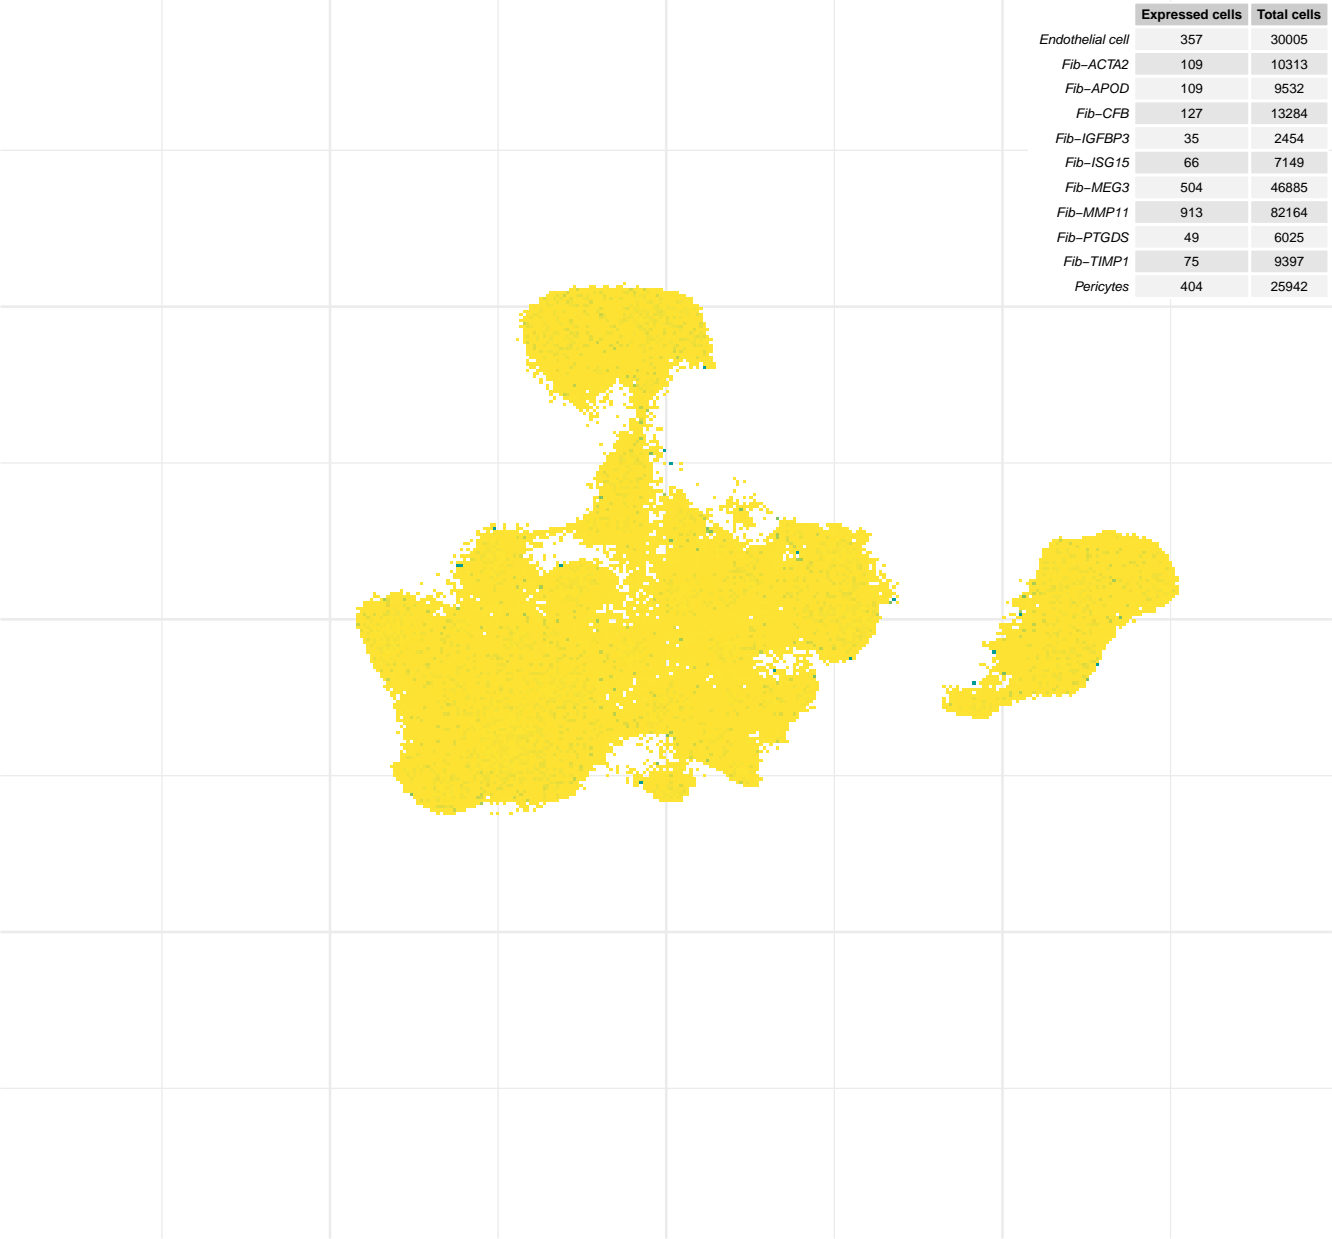 Expressed cells Total cells
Endothelial cell 357 30005
Fib−ACTA2 109 10313
Fib−APOD 109 9532
Fib−CFB 127 13284
Fib−IGFBP3 35 2454
Fib−ISG15 66 7149
Fib−MEG3 504 46885
Fib−MMP11 913 82164
Fib−PTGDS 49 6025
Fib−TIMP1 75 9397
Pericytes 404 25942